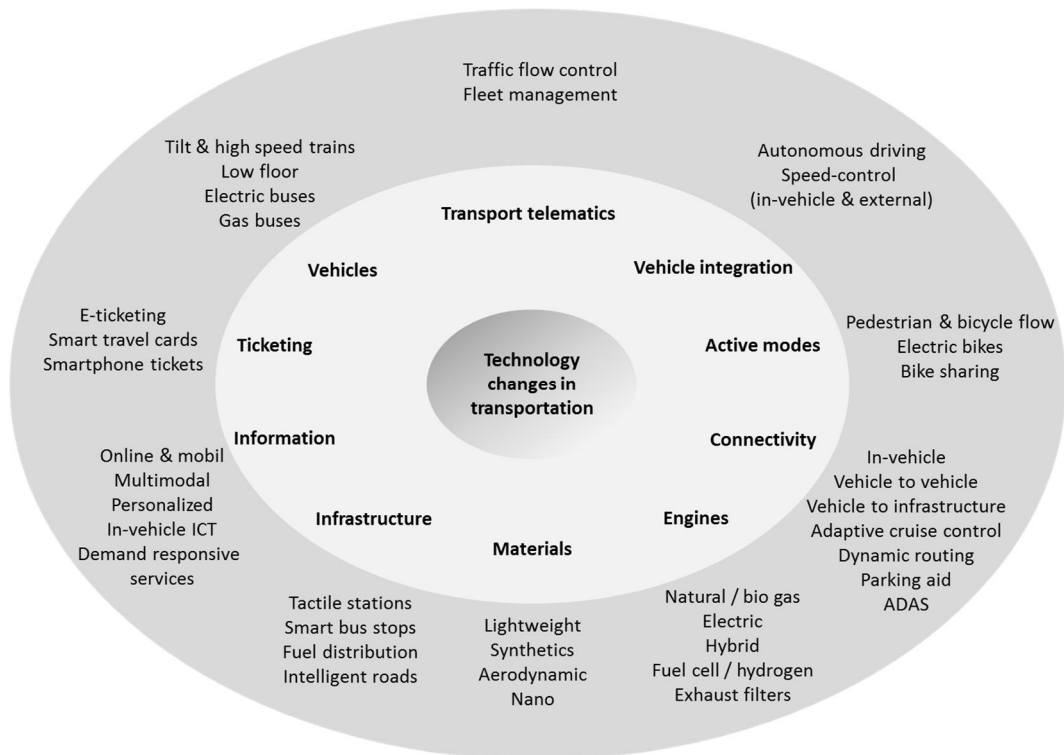 Traffic flow control
Fleet management
Tilt & high speed trains
Low floor
Electric buses
Gas buses
Autonomous driving
Speed-control
(in-vehicle & external)
Transport telematics
Vehicles
Vehicle integration
E-ticketing
Smart travel cards
Smartphone tickets
Ticketing
Technology
changes in
transportation
Active modes
Pedestrian & bicycle flow
Electric bikes
Bike sharing
Information
Connectivity
Online & mobil
Multimodal
Personalized
In-vehicle ICT
Demand responsive
services
In-vehicle
Vehicle to vehicle
Vehicle to infrastructure
Adaptive cruise control
Dynamic routing
Parking aid
ADAS
Infrastructure
Materials
Engines
Tactile stations
Smart bus stops
Fuel distribution
Intelligent roads
Lightweight
Synthetics
Aerodynamic
Nano
Natural / bio gas
Electric
Hybrid
Fuel cell / hydrogen
Exhaust filters